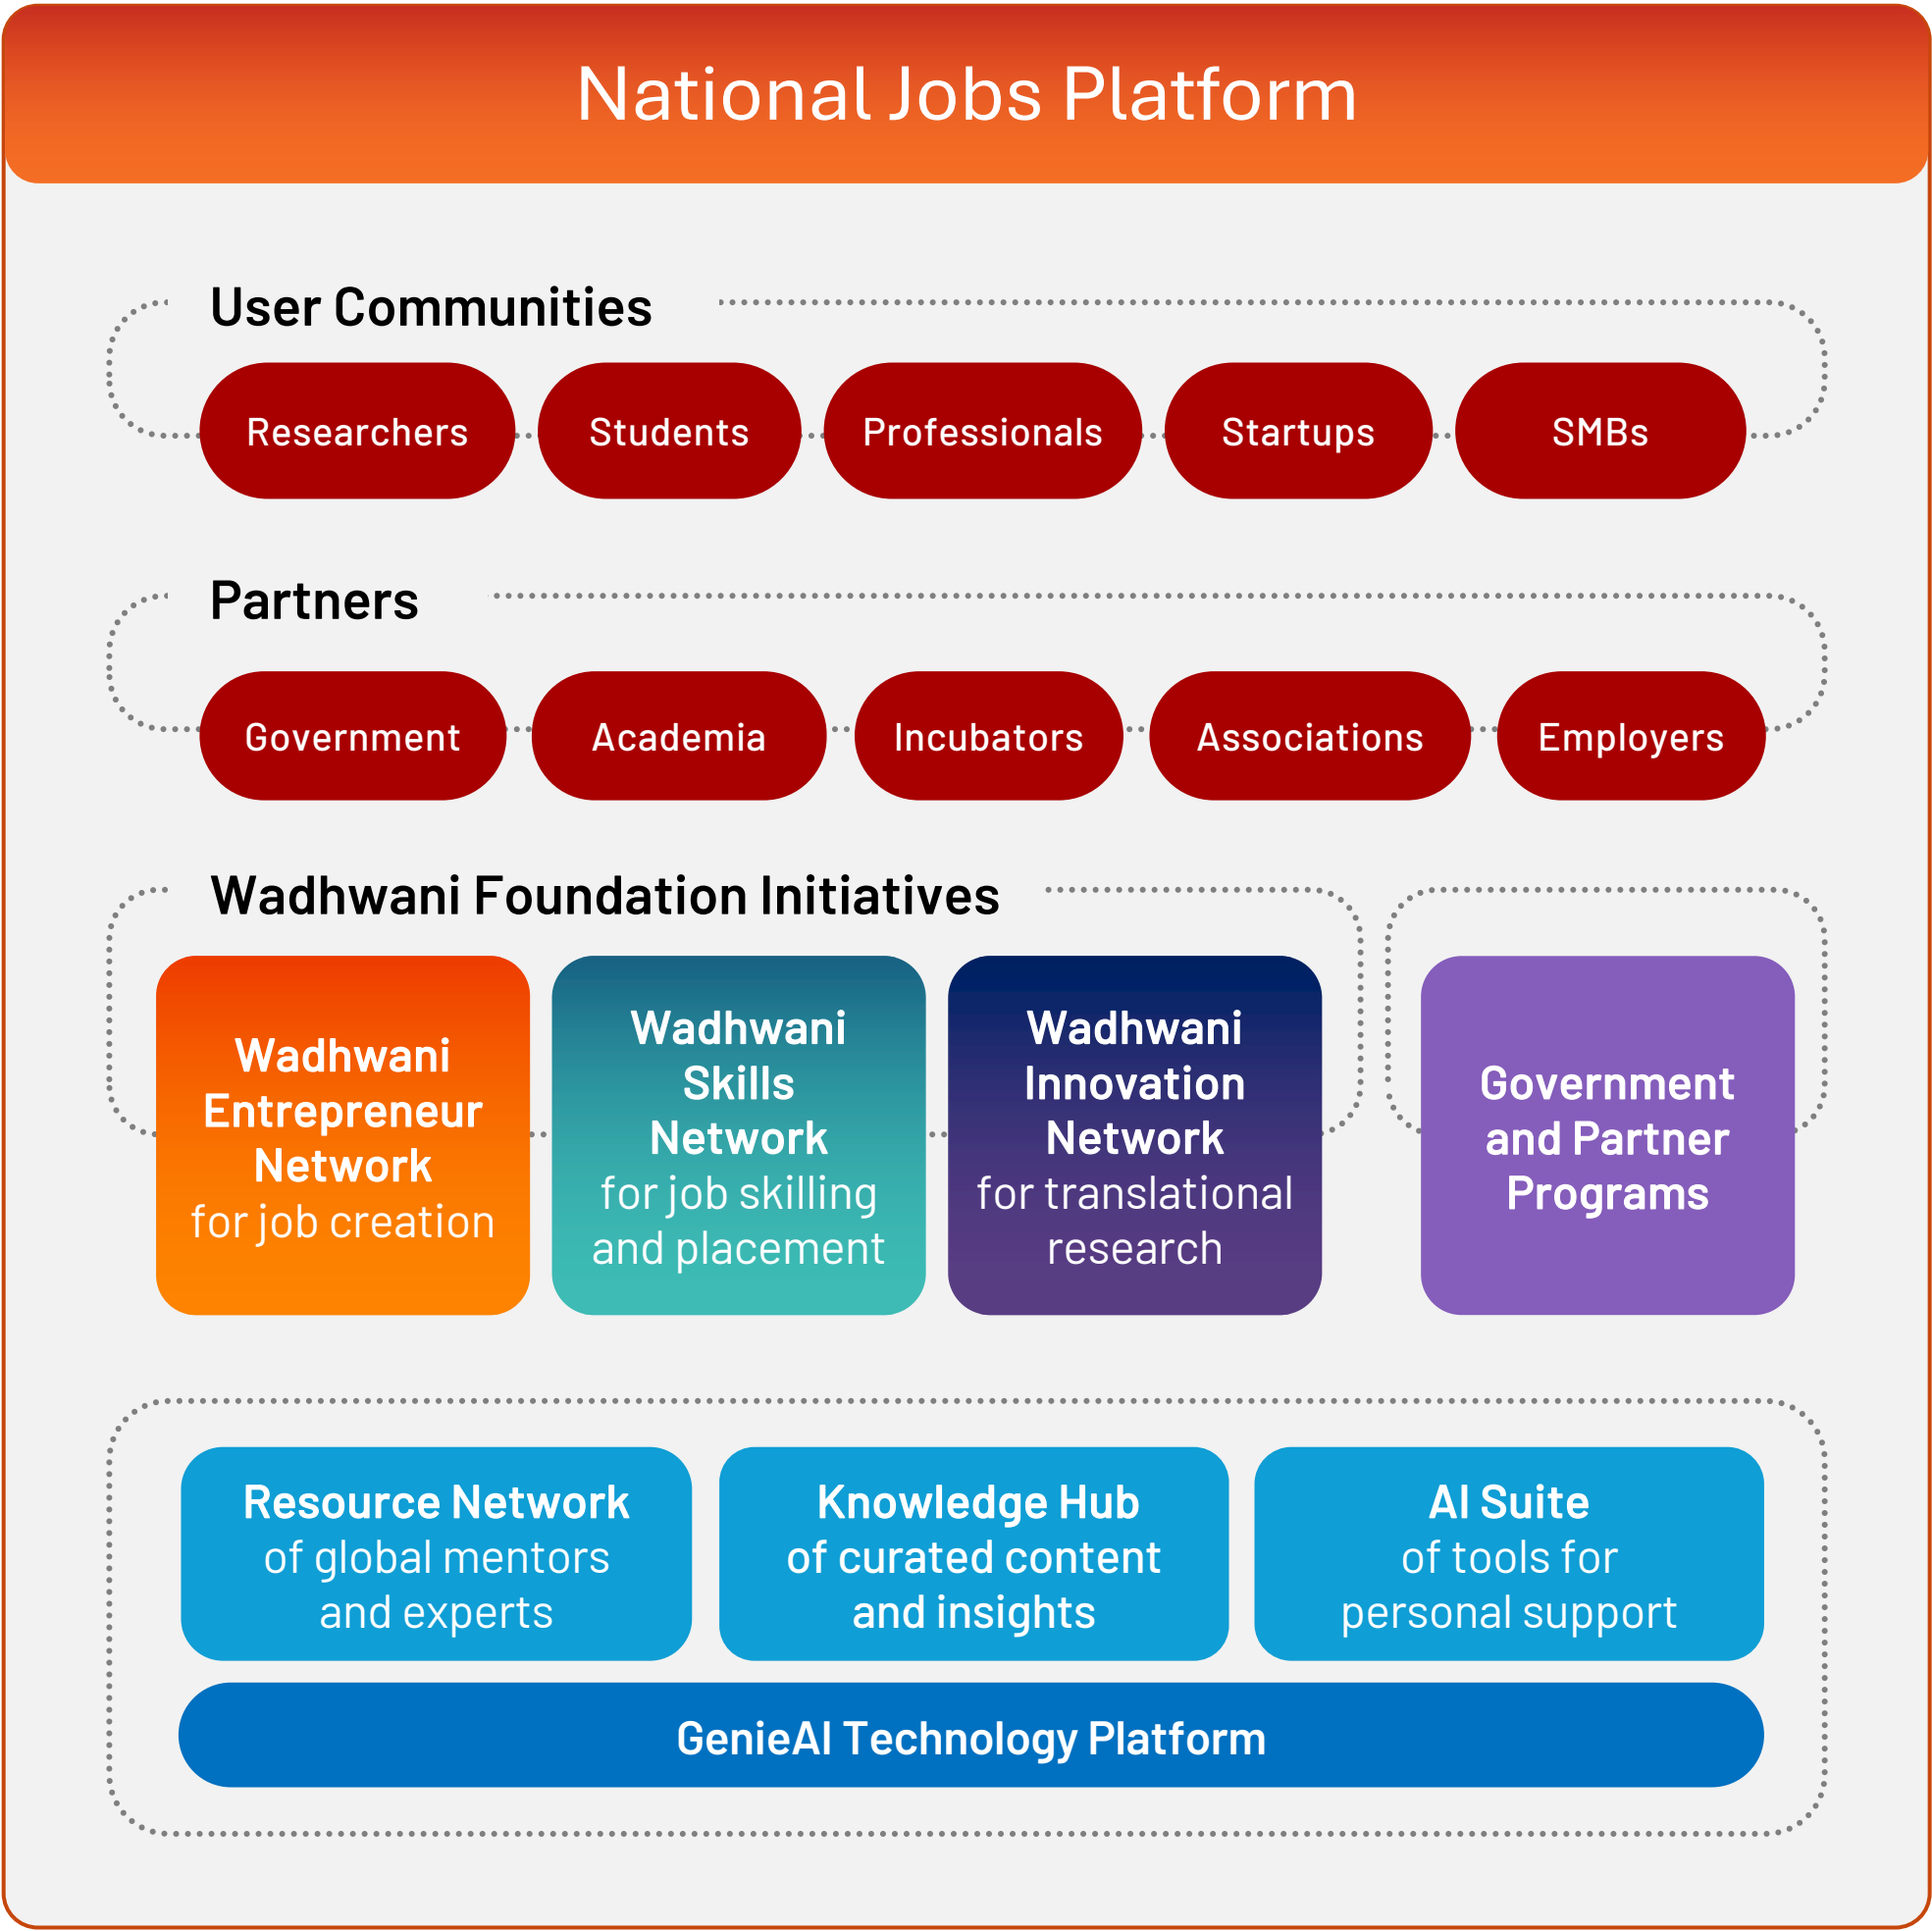 National Jobs Platform
User Communities
Researchers
Students
Professionals
Startups
SMBs
Partners
Government
Academia
Incubators
Associations
Employers
Wadhwani Foundation Initiatives
Wadhwani
Entrepreneur
Network
for job creation
Wadhwani
Skills
Network
for job skilling
and placement
Wadhwani
Innovation
Network
for translational
research
Government
and Partner
Programs
Resource Network
of global mentors
and experts
Knowledge Hub
of curated content
and insights
AI Suite
of tools for
personal support
GenieAI Technology Platform